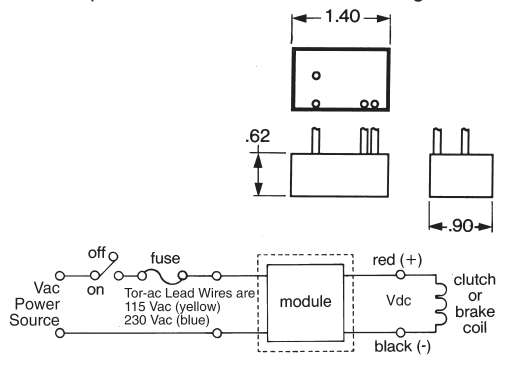 1.40
.62
.90
off
on
fuse
Vac
Power
Source
Tor-ac Lead Wires are
115 Vac (yellow)
230 Vac (blue)
module
red (+)
Vdc
black (-)
clutch
or
brake
coil